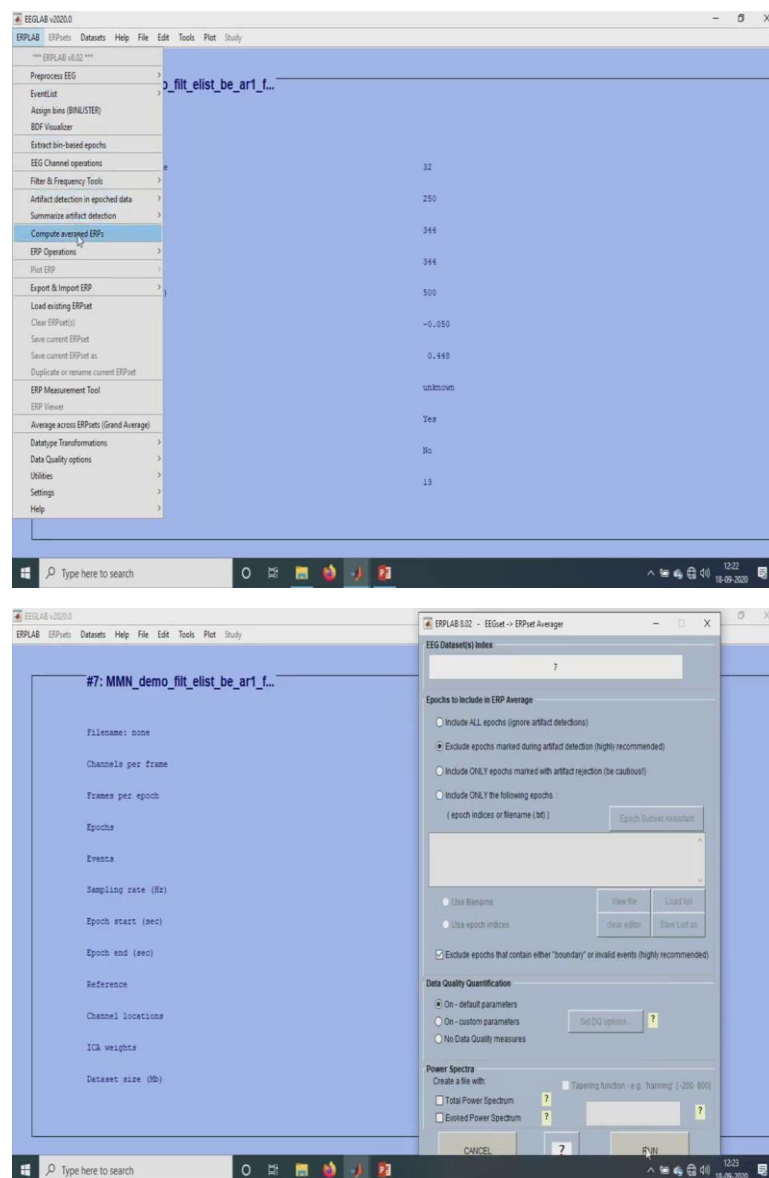 EEGLAB v2020.0
ERPLAB ERPsets Datasets Help File Edit Tools Plot Study
*** ERPLAB v8.02 ***
Preprocess EEG
EventList
Assign bins (BINLISTER)
BDF Visualizer
Extract bin-based epochs
EEG Channel operations
Filter & Frequency Tools
Artifact detection in epoched data
Summarize artifact detection
Compute averaged ERPs
ERP Operations
Plot ERP
Export & Import ERP
Load existing ERPset
Clear ERPset(s)
Save current ERPset
Save current ERPset as
Duplicate or rename current ERPset
ERP Measurement Tool
ERP Viewer
Average across ERPsets (Grand Average)
Datatype Transformations
Data Quality options
Utilities
Settings
Help
o_filt_elist_be_ar1_f...
32
250
344
344
500
-0.050
0.448
unknown
Yes
No
13
Type here to search
12:22
18-09-2020
EEGLAB v2020.0
ERPLAB ERPsets Datasets Help File Edit Tools Plot Study
#7: MMN_demo_filt_elist_be_ar1_f...
Filename: none
Channels per frame
Frames per epoch
Epochs
Events
Sampling rate (Hz)
Epoch start (sec)
Epoch end (sec)
Reference
Channel locations
ICA weights
Dataset size (Mb)
ERPLAB 8.02 - EEGset -> ERPset Averager
EEG Dataset(s) Index
7
Epochs to Include in ERP Average
Include ALL epochs (ignore artifact detections)
Exclude epochs marked during artifact detection (highly recommended)
Include ONLY epochs marked with artifact rejection (be cautious!)
Include ONLY the following epochs :
( epoch indices or filename (.txt) )
Epoch Subset Assistant
Use filename
View file
Load list
Use epoch indices
clear editor
Save List as
Exclude epochs that contain either "boundary" or invalid events (highly recommended)
Data Quality Quantification
On - default parameters
On - custom parameters
Set DQ options...
?
No Data Quality measures
Power Spectra
Create a file with:
Tapering function - e.g. 'hanning' [-200 800]
Total Power Spectrum ?
Evoked Power Spectrum ?
?
CANCEL ? RUN
Type here to search
12:23
18-09-2020